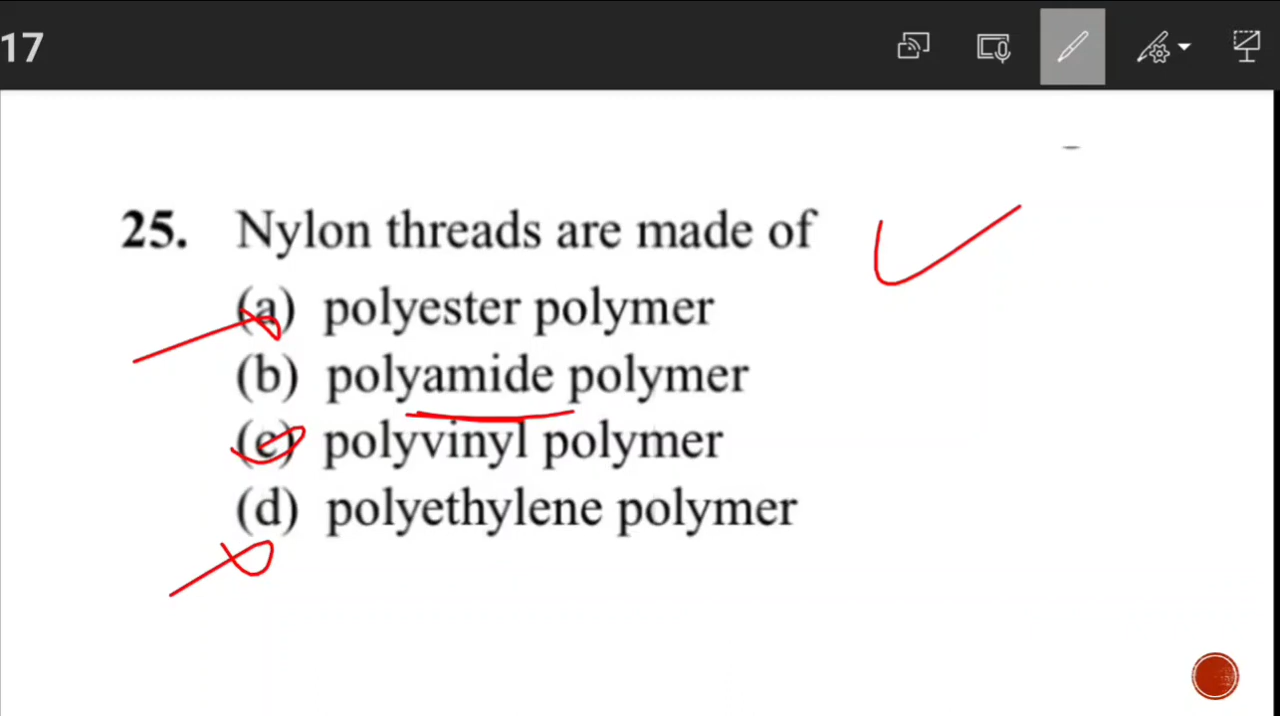 17
25. Nylon threads are made of
(a) polyester polymer
(b) polyamide polymer
(c) polyvinyl polymer
(d) polyethylene polymer